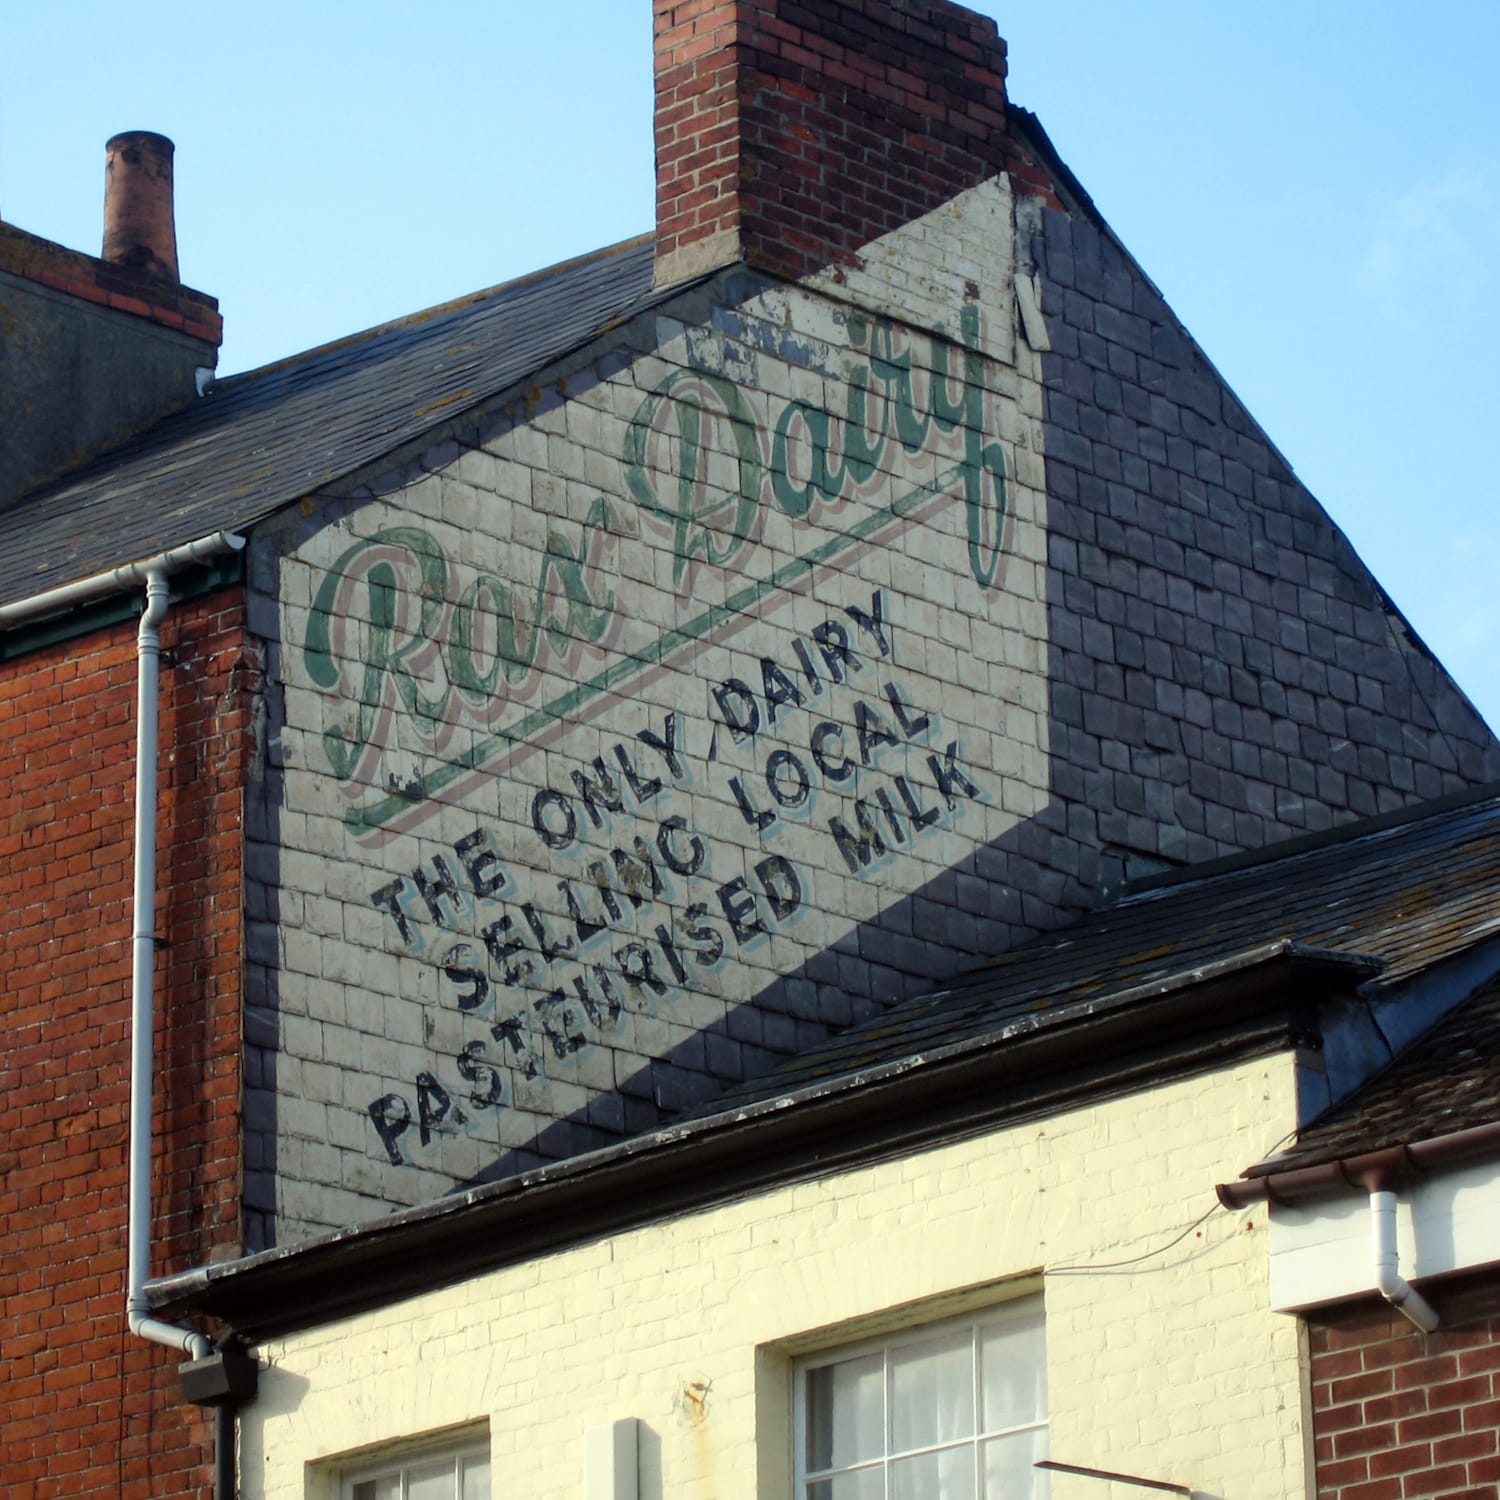 Rax Dairy
THE ONLY DAIRY
SELLING LOCAL
PASTEURISED MILK